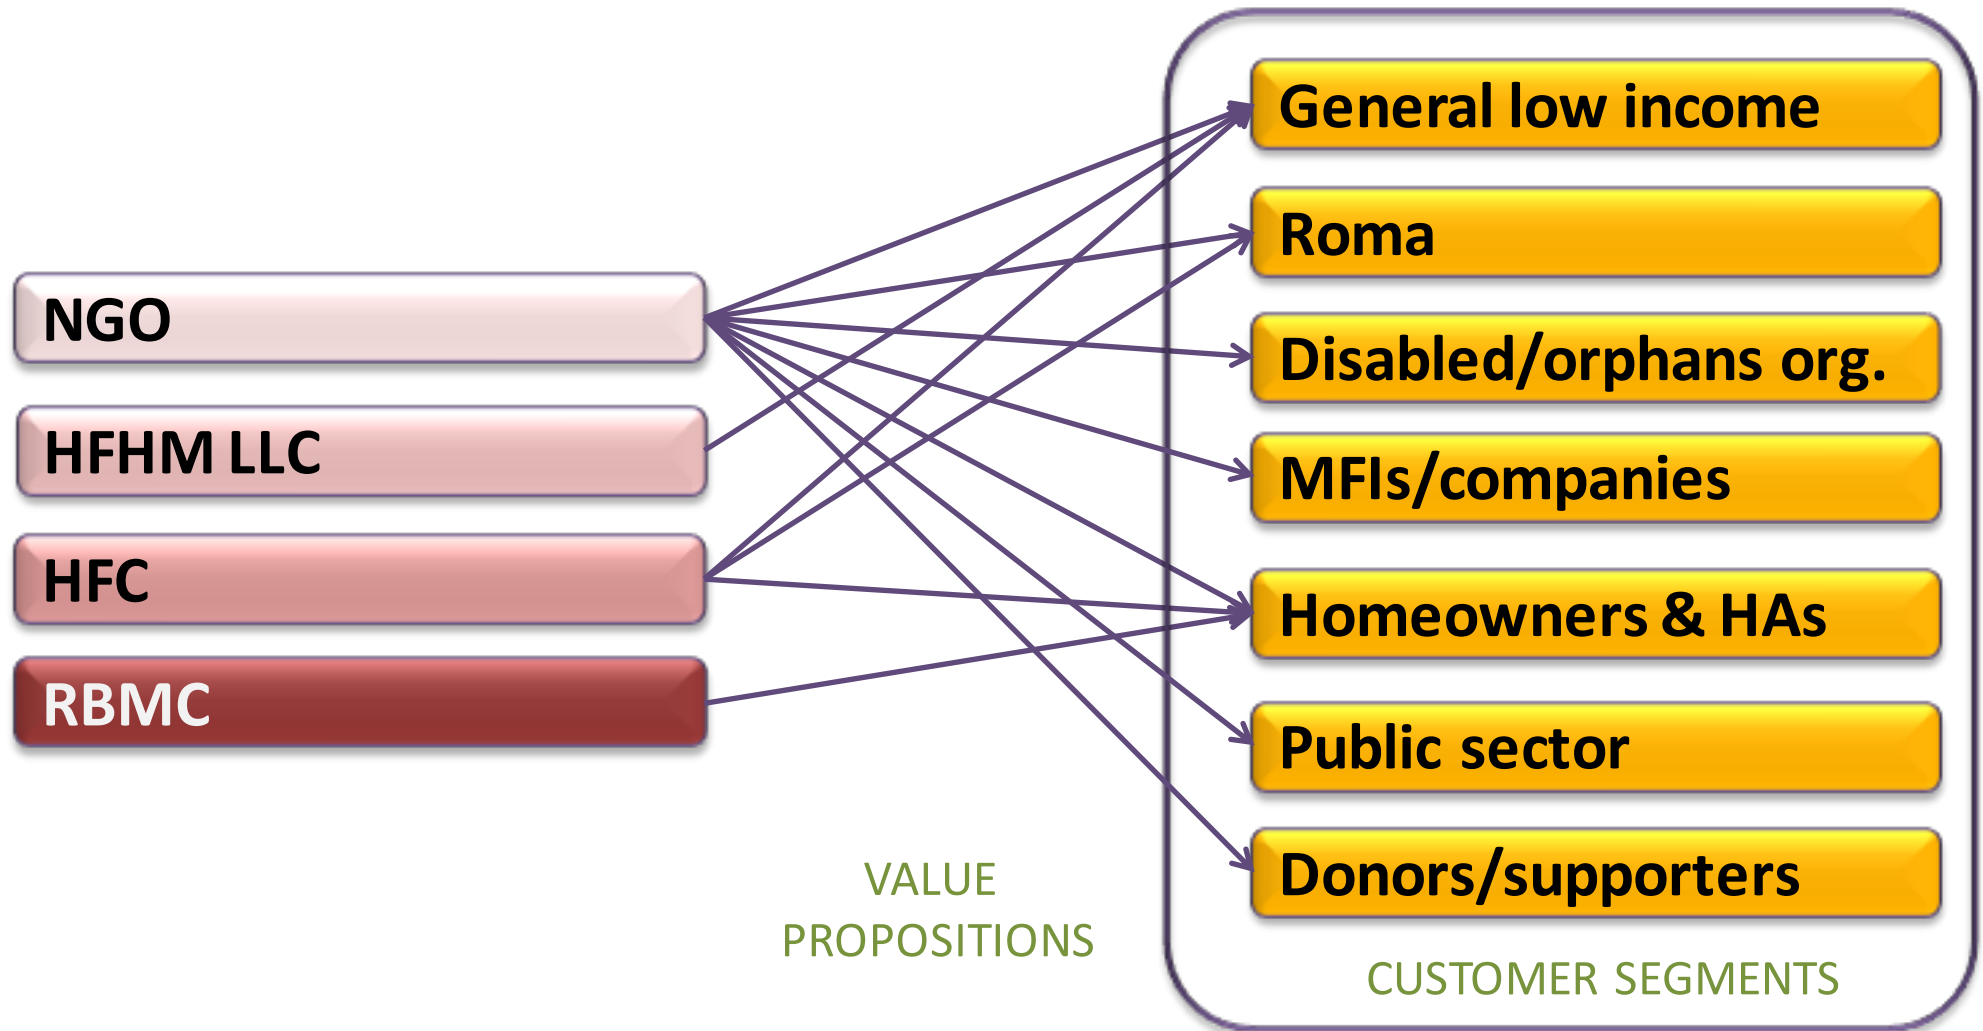 NGO
HFHM LLC
HFC
RBMC
VALUE
PROPOSITIONS
General low income
Roma
Disabled/orphans org.
MFIs/companies
Homeowners & HAs
Public sector
Donors/supporters
CUSTOMER SEGMENTS